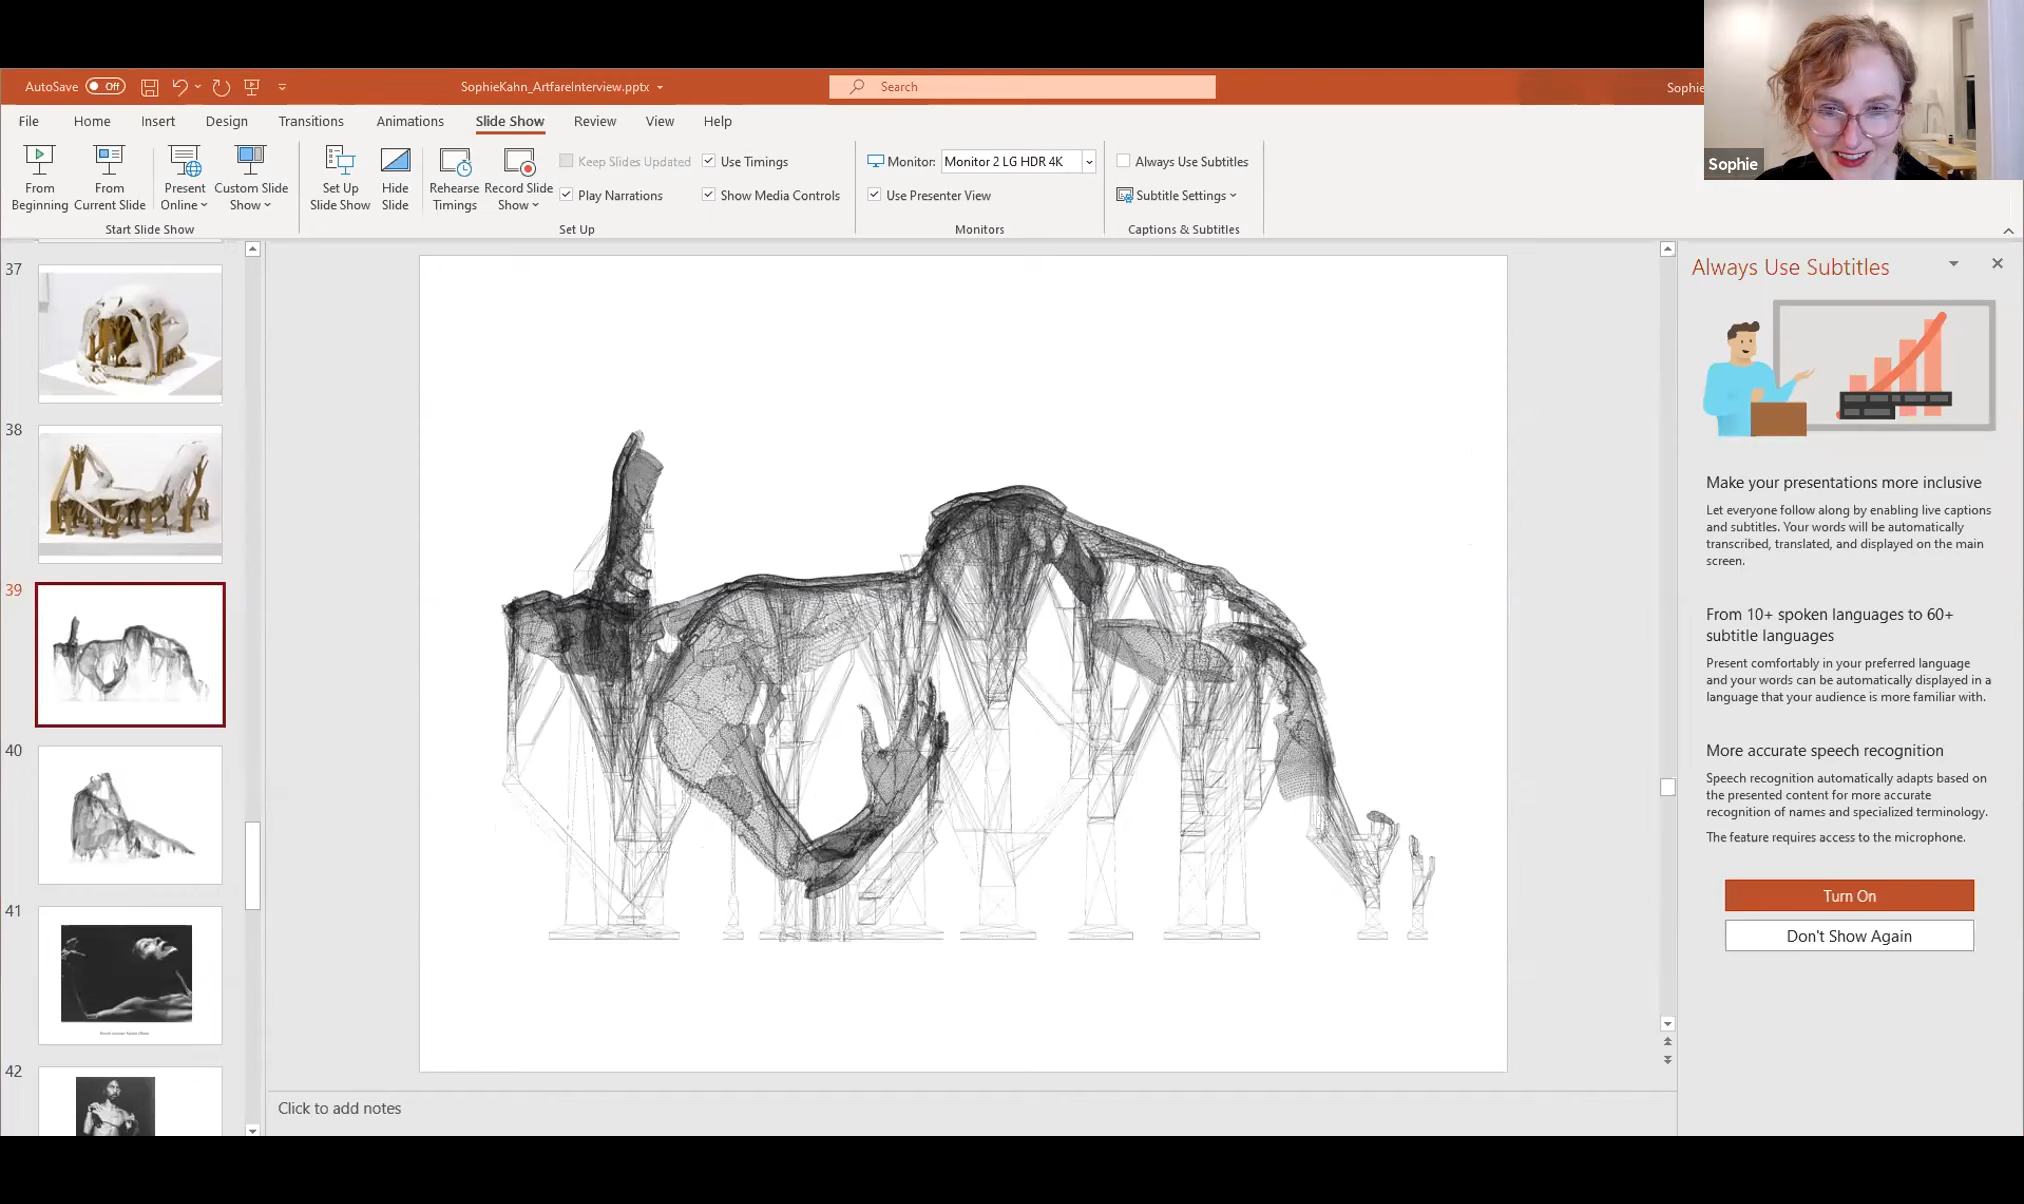 AutoSave Off
SophieKahn_ArtfareInterview.pptx
Search
Sophie
File Home Insert Design Transitions Animations Slide Show Review View Help
From Beginning
From Current Slide
Present Online
Custom Slide Show
Start Slide Show
Set Up Slide Show
Hide Slide
Rehearse Timings
Record Slide Show
Keep Slides Updated
Play Narrations
Use Timings
Show Media Controls
Set Up
Monitor: Monitor 2 LG HDR 4K
Use Presenter View
Monitors
Always Use Subtitles
Subtitle Settings
Captions & Subtitles
Sophie
37
38
39
40
41
42
Click to add notes
Always Use Subtitles
Make your presentations more inclusive
Let everyone follow along by enabling live captions
and subtitles. Your words will be automatically
transcribed, translated, and displayed on the main
screen.
From 10+ spoken languages to 60+
subtitle languages
Present comfortably in your preferred language
and your words can be automatically displayed in a
language that your audience is more familiar with.
More accurate speech recognition
Speech recognition automatically adapts based on
the presented content for more accurate
recognition of names and specialized terminology.
The feature requires access to the microphone.
Turn On
Don't Show Again